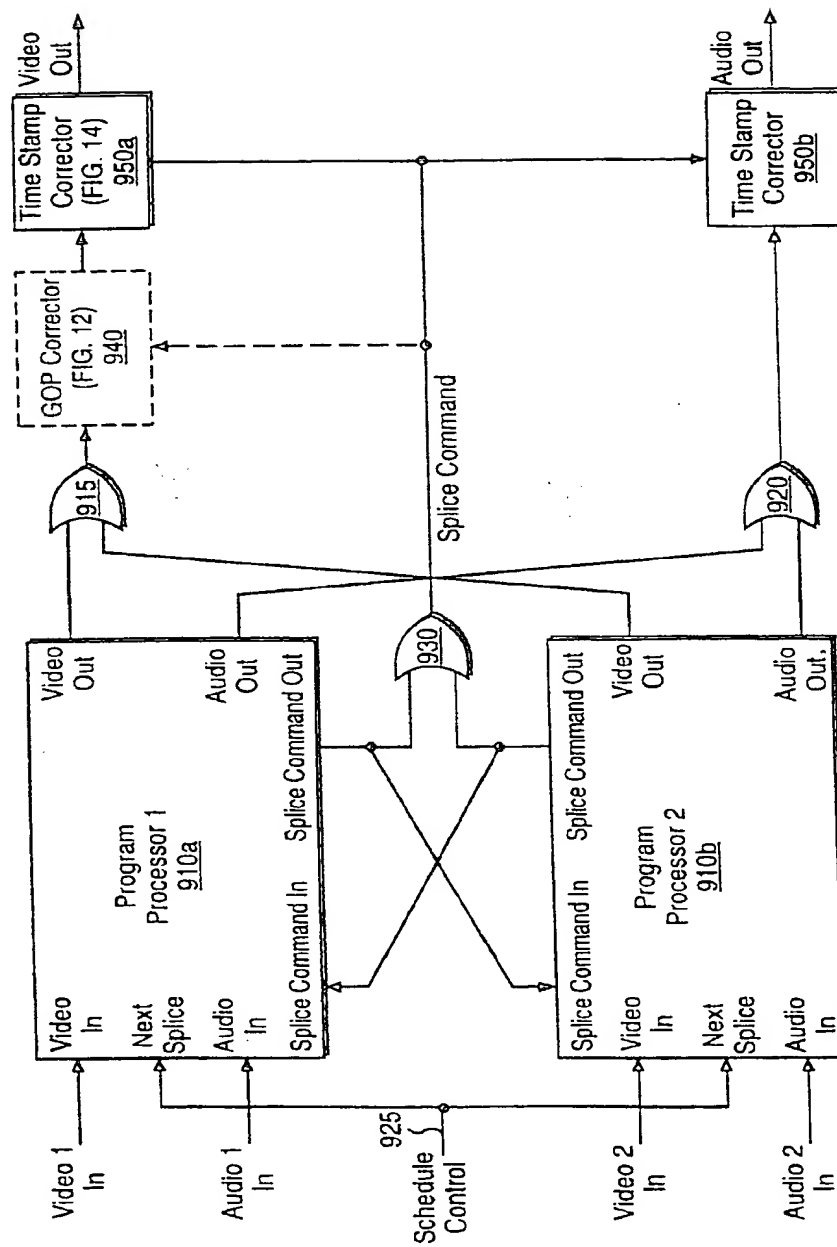 Video 1
In
Audio 1
In
Schedule
Control
925
Video 2
In
Audio 2
In
Video
In
Next
Splice
Audio
In
Splice Command In
Program
Processor 1
910a
Video
Out
Audio
Out
Splice Command Out
Splice Command In
Video
In
Next
Splice
Audio
In
Program
Processor 2
910b
Splice Command Out
Video
Out
Audio
Out.
915
930
920
Splice Command
GOP Corrector
(FIG. 12)
940
Time Stamp
Corrector
(FIG. 14)
950a
Video
Out
Time Stamp
Corrector
950b
Audio
Out